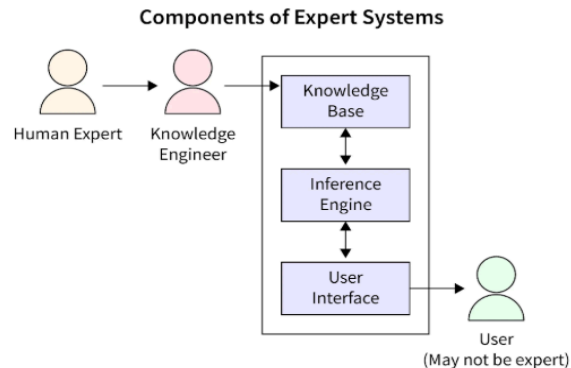 Components of Expert Systems
Human Expert
Knowledge
Engineer
Knowledge
Base
Inference
Engine
User
Interface
User
(May not be expert)